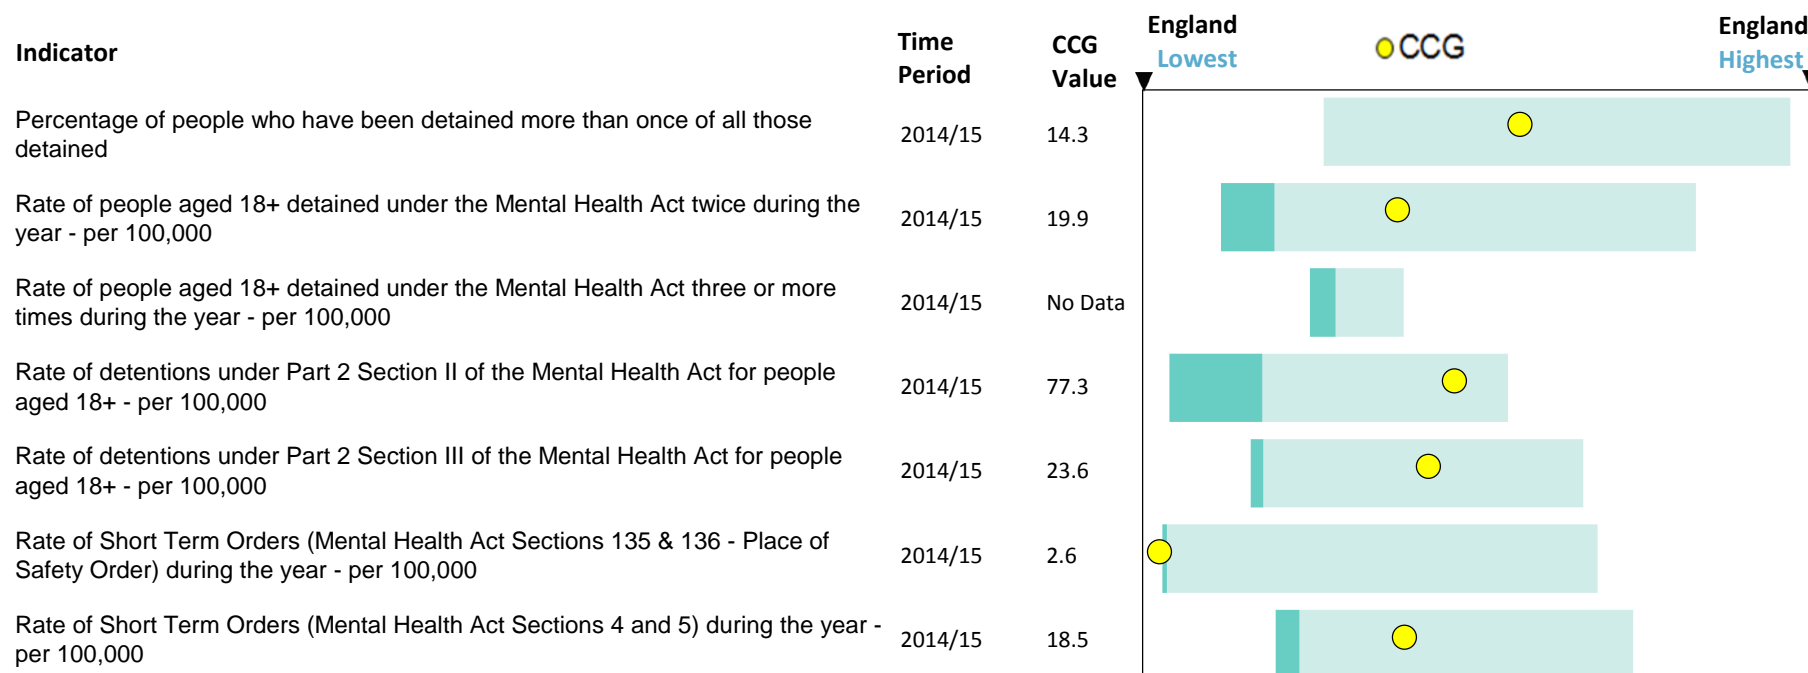 Indicator
Time
Period
CCG
Value
England
Lowest
CCG
England
Highest
Percentage of people who have been detained more than once of all those
detained
2014/15
14.3
Rate of people aged 18+ detained under the Mental Health Act twice during the
year - per 100,000
2014/15
19.9
Rate of people aged 18+ detained under the Mental Health Act three or more
times during the year - per 100,000
2014/15
No Data
Rate of detentions under Part 2 Section II of the Mental Health Act for people
aged 18+ - per 100,000
2014/15
77.3
Rate of detentions under Part 2 Section III of the Mental Health Act for people
aged 18+ - per 100,000
2014/15
23.6
Rate of Short Term Orders (Mental Health Act Sections 135 & 136 - Place of
Safety Order) during the year - per 100,000
2014/15
2.6
Rate of Short Term Orders (Mental Health Act Sections 4 and 5) during the year -
per 100,000
2014/15
18.5